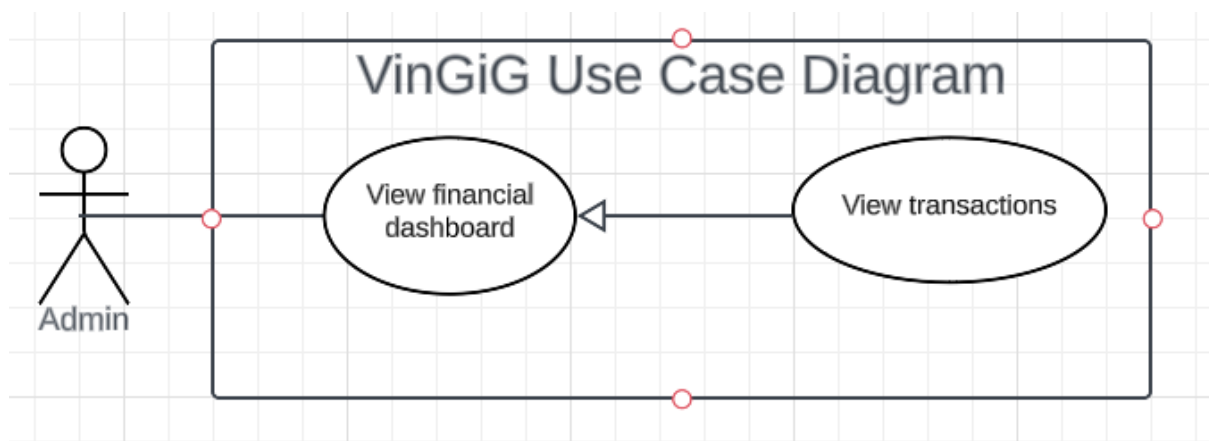 VinGiG Use Case Diagram
View financial
dashboard
View transactions
Admin